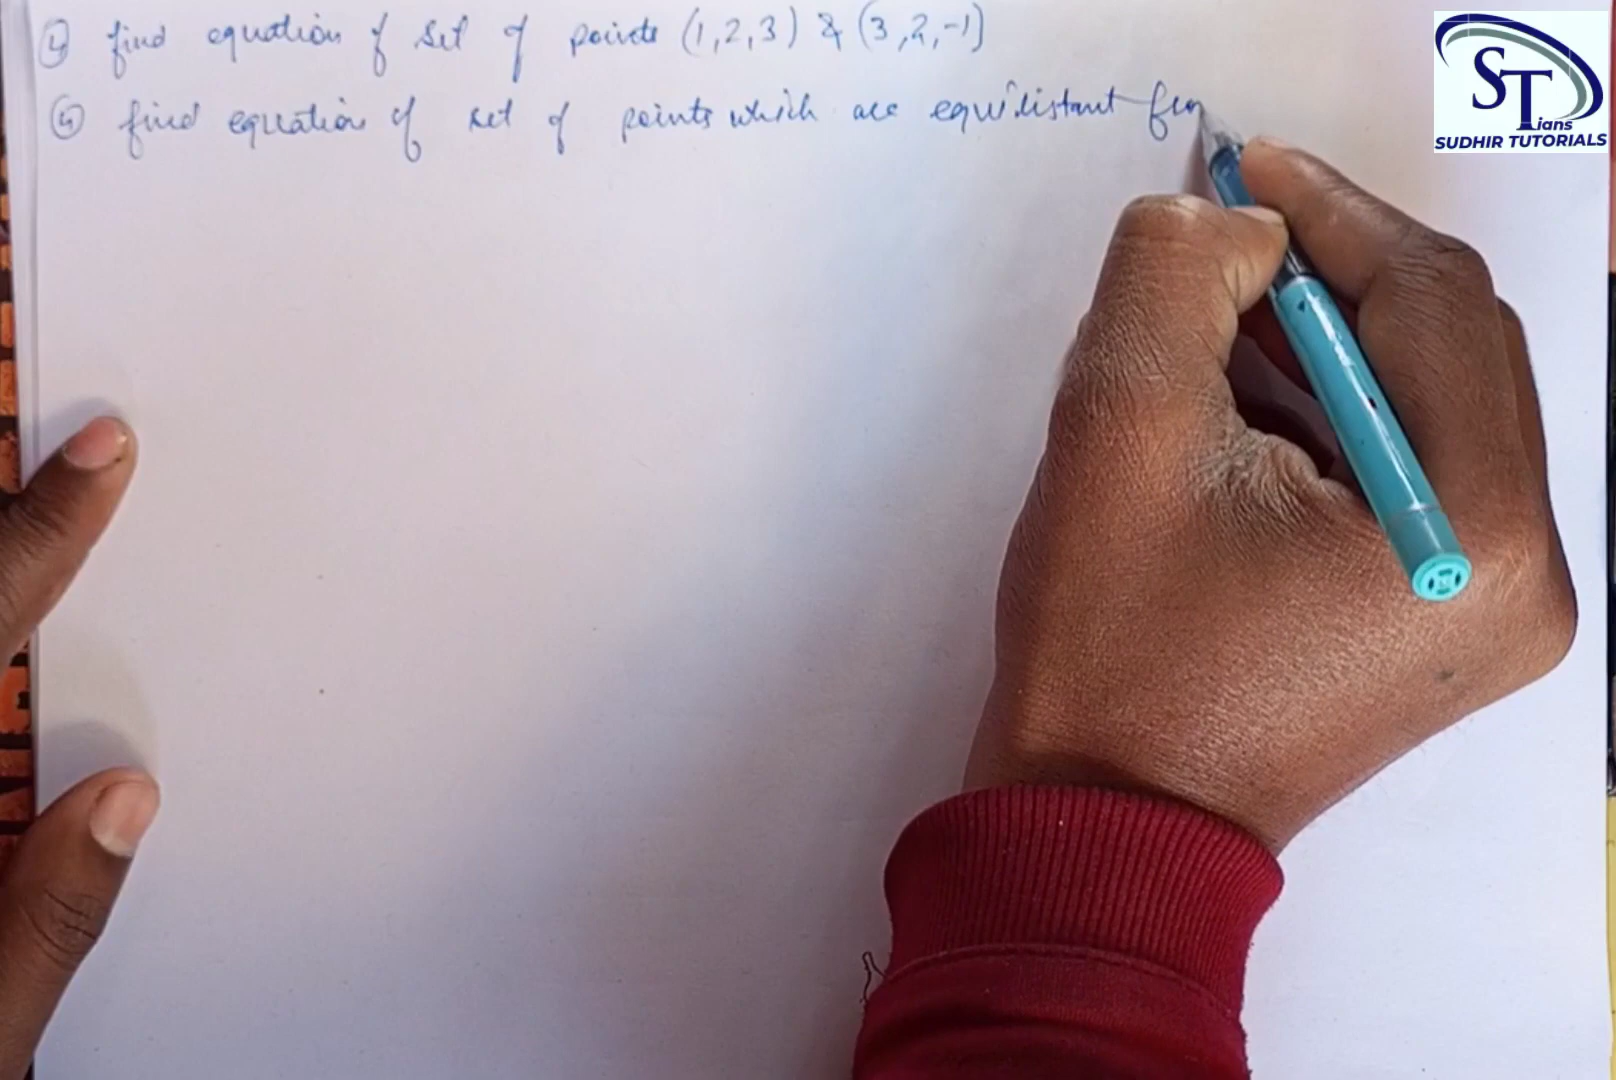 ④ find equation of set of points (1,2,3) & (3,2,-1)
④ find equation of set of points which are equidistant from
ST
ians
SUDHIR TUTORIALS